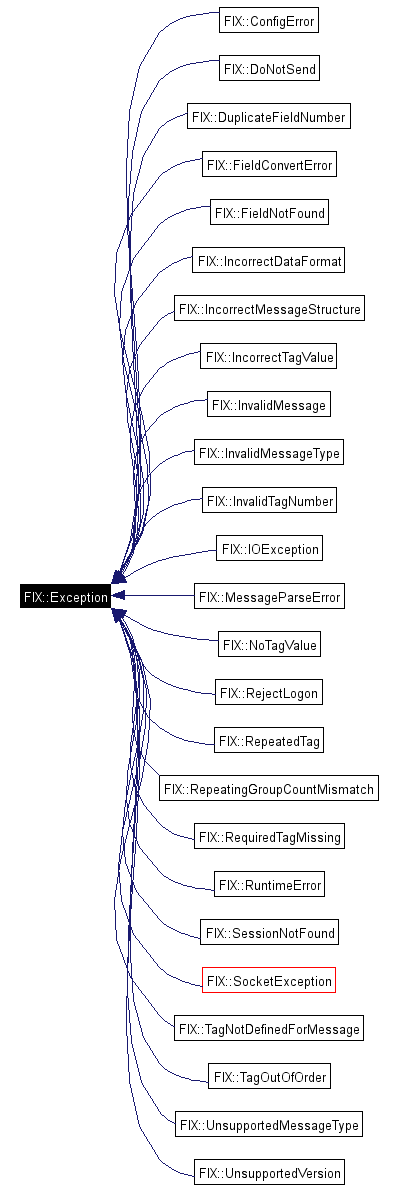 FIX::ConfigError
FIX::DoNotSend
FIX::DuplicateFieldNumber
FIX::FieldConvertError
FIX::FieldNotFound
FIX::IncorrectDataFormat
FIX::IncorrectMessageStructure
FIX::IncorrectTagValue
FIX::InvalidMessage
FIX::InvalidMessageType
FIX::InvalidTagNumber
FIX::IOException
FIX::Exception
FIX::MessageParseError
FIX::NoTagValue
FIX::RejectLogon
FIX::RepeatedTag
FIX::RepeatingGroupCountMismatch
FIX::RequiredTagMissing
FIX::RuntimeError
FIX::SessionNotFound
FIX::SocketException
FIX::TagNotDefinedForMessage
FIX::TagOutOfOrder
FIX::UnsupportedMessageType
FIX::UnsupportedVersion